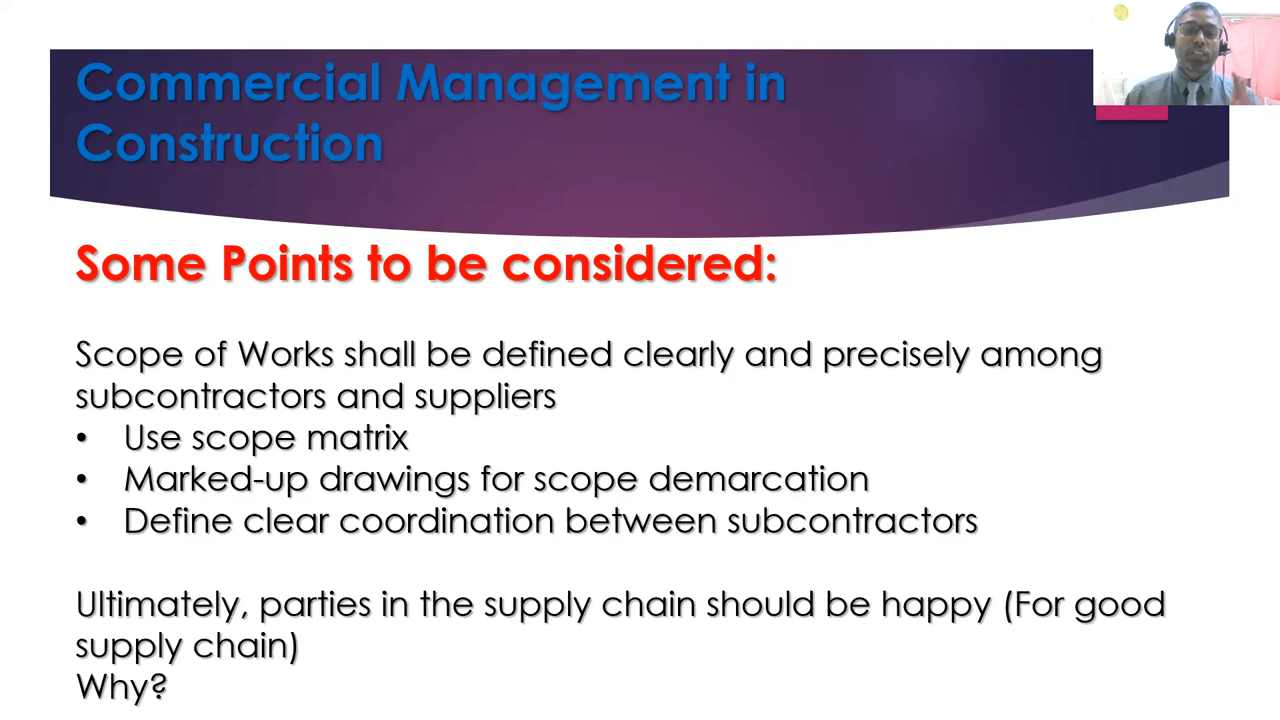 Commercial Management in
Construction
Some Points to be considered:
Scope of Works shall be defined clearly and precisely among
subcontractors and suppliers
• Use scope matrix
• Marked-up drawings for scope demarcation
• Define clear coordination between subcontractors
Ultimately, parties in the supply chain should be happy (For good
supply chain)
Why?